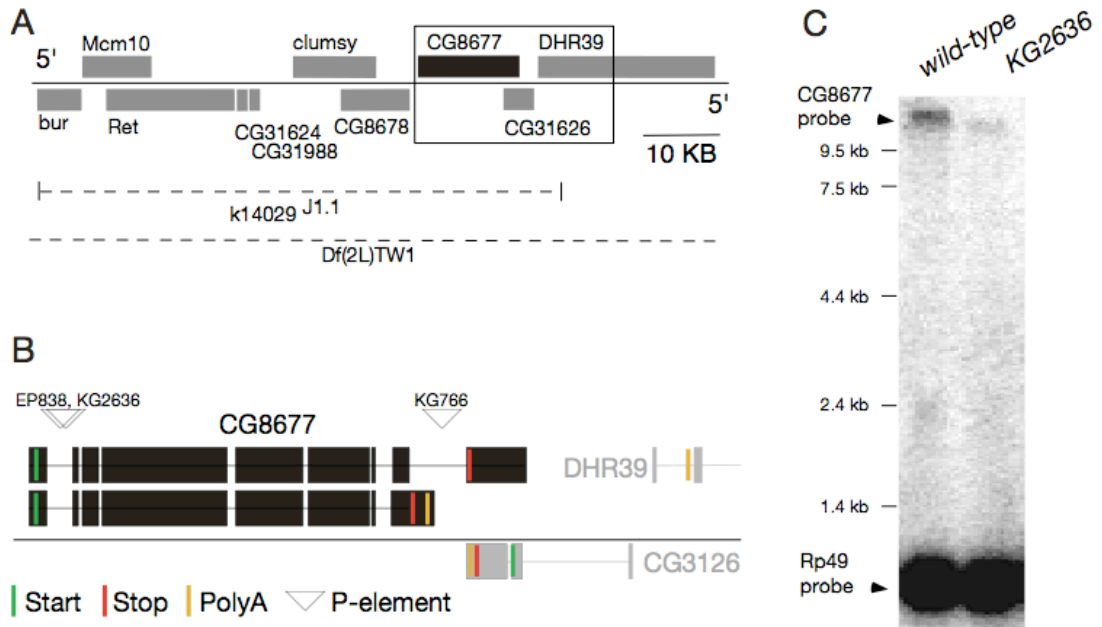 A
5'
Mcm10
clumsy
CG8677
DHR39
bur
Ret
CG31624
CG31988
CG8678
CG31626
5'
10 KB
k14029 J1.1
Df(2L)TW1
B
EP838, KG2636
KG766
CG8677
DHR39
CG3126
Start
Stop
PolyA
P-element
C
wild-type
KG2636
CG8677
probe
9.5 kb
7.5 kb
4.4 kb
2.4 kb
1.4 kb
Rp49
probe